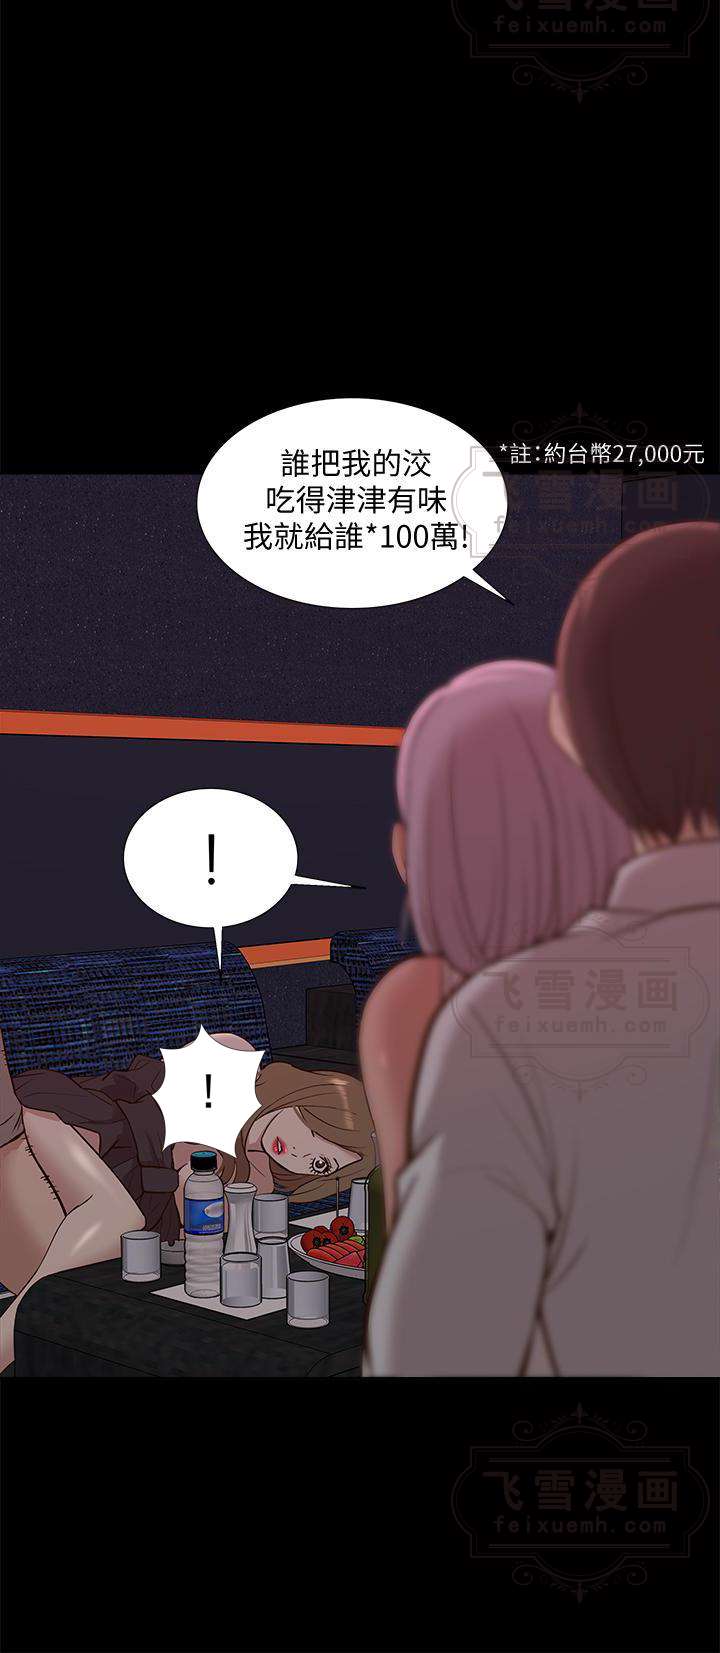 飞雪漫画
feixuemh.com
*註：約台幣27,000元
誰把我的洨
吃得津津有味
我就給誰*100萬！
飞雪漫画
feixuemh.com
！
飞雪漫画
feixuemh.com
！
飞雪漫画
feixuemh.com